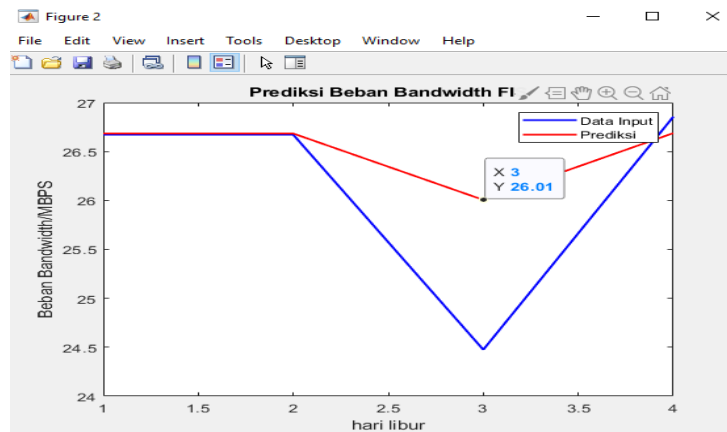 Figure 2
File Edit View Insert Tools Desktop Window Help
Prediksi Beban Bandwidth
27
26.5
26
25.5
25
24.5
24
Beban Bandwidth/MBPS
Data Input
Prediksi
X 3
Y 26.01
1 1.5 2 2.5 3 3.5 4
hari libur